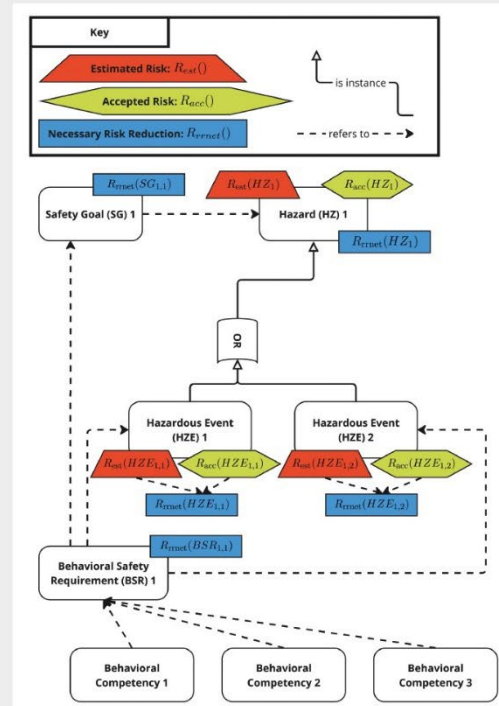 Key
Estimated Risk: R_est()
Accepted Risk: R_acc()
Necessary Risk Reduction: R_rrnet()
is instance
refers to
R_rrnet(SG_1,1)
R_est(HZ_1)
R_acc(HZ_1)
Safety Goal (SG) 1
Hazard (HZ) 1
R_rrnet(HZ_1)
OR
Hazardous Event
(HZE) 1
Hazardous Event
(HZE) 2
R_est(HZE_1,1)
R_acc(HZE_1,1)
R_est(HZE_1,2)
R_acc(HZE_1,2)
R_rrnet(HZE_1,1)
R_rrnet(HZE_1,2)
R_rrnet(BSR_1,1)
Behavioral Safety
Requirement (BSR) 1
Behavioral
Competency 1
Behavioral
Competency 2
Behavioral
Competency 3